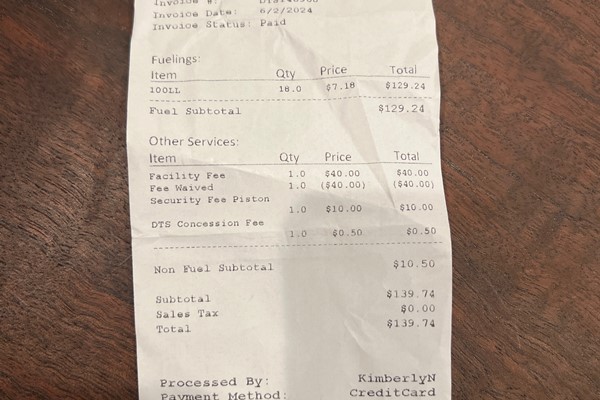 Invoice #:
Invoice Date: 6/2/2024
Invoice Status: Paid
Fuelings:
Item Qty Price Total
100LL 18.0 $7.18 $129.24
Fuel Subtotal $129.24
Other Services:
Item Qty Price Total
Facility Fee 1.0 $40.00 $40.00
Fee Waived 1.0 ($40.00) ($40.00)
Security Fee Piston
1.0 $10.00 $10.00
DTS Concession Fee
1.0 $0.50 $0.50
Non Fuel Subtotal $10.50
Subtotal $139.74
Sales Tax $0.00
Total $139.74
Processed By: KimberlyN
Payment Method: CreditCard